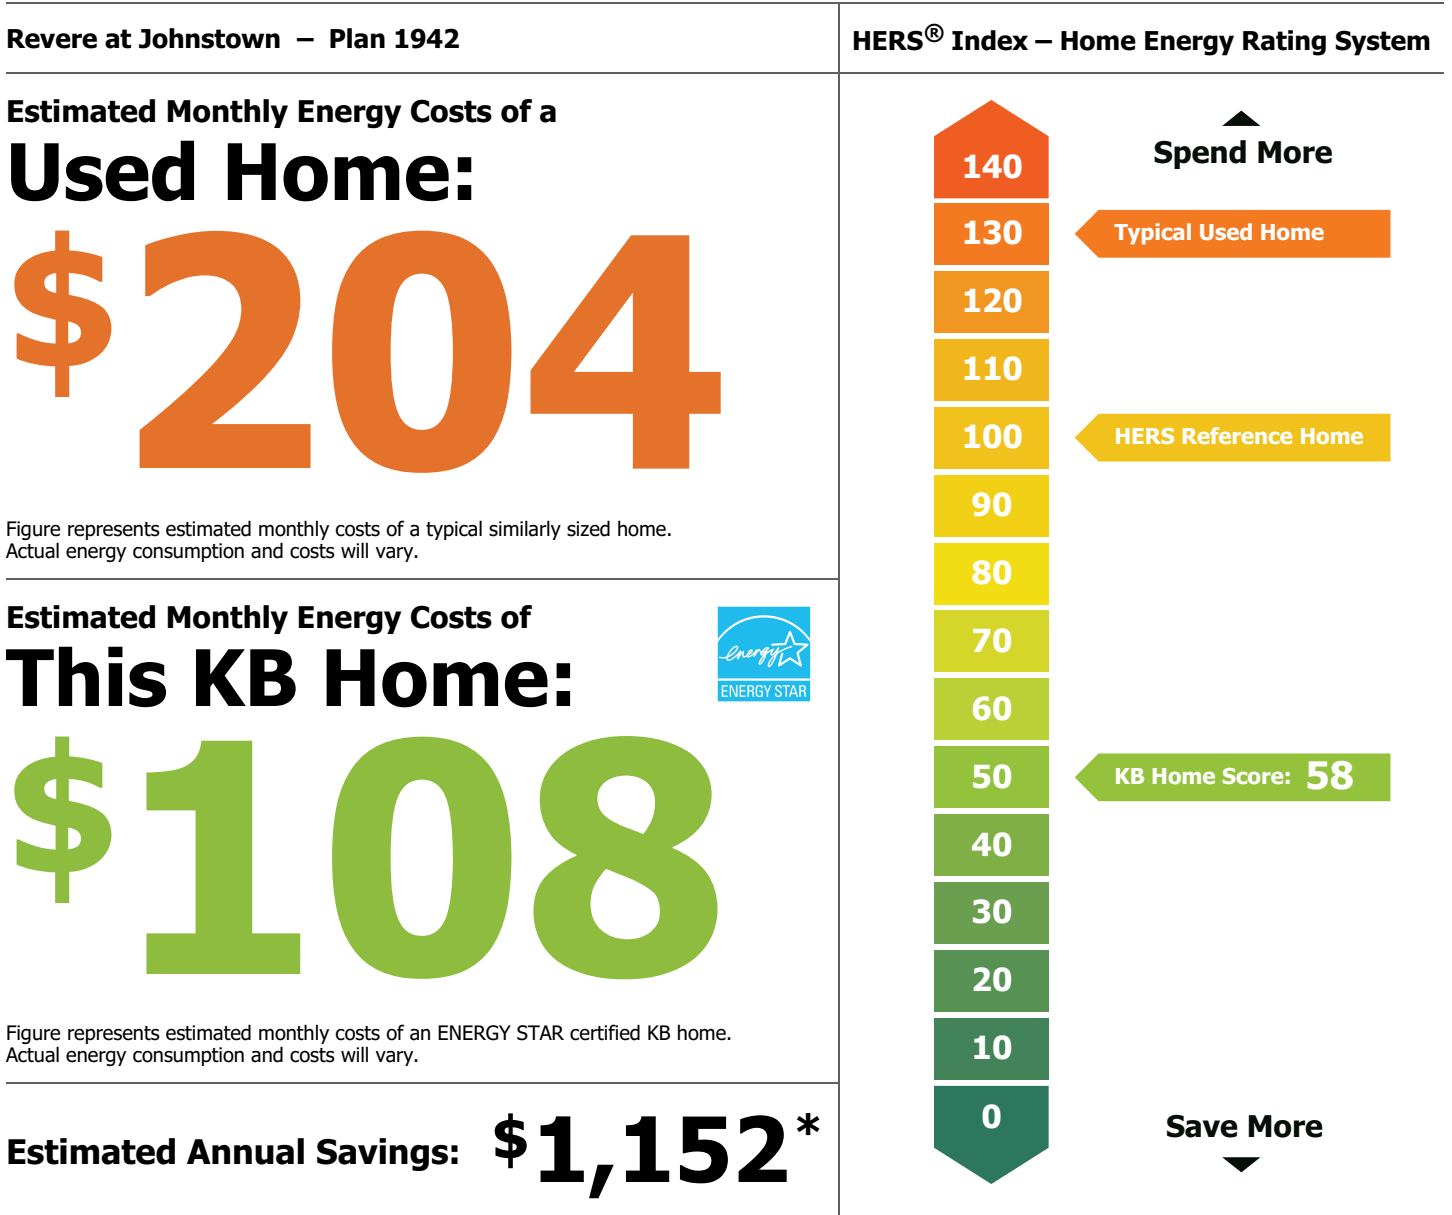 Revere at Johnstown – Plan 1942
Estimated Monthly Energy Costs of a
Used Home:
$204
Figure represents estimated monthly costs of a typical similarly sized home.
Actual energy consumption and costs will vary.
Estimated Monthly Energy Costs of
This KB Home:
energy
ENERGY STAR
$108
Figure represents estimated monthly costs of an ENERGY STAR certified KB home.
Actual energy consumption and costs will vary.
Estimated Annual Savings: $1,152*
HERS® Index – Home Energy Rating System
Spend More
140
130 Typical Used Home
120
110
100 HERS Reference Home
90
80
70
60
50 KB Home Score: 58
40
30
20
10
0
Save More